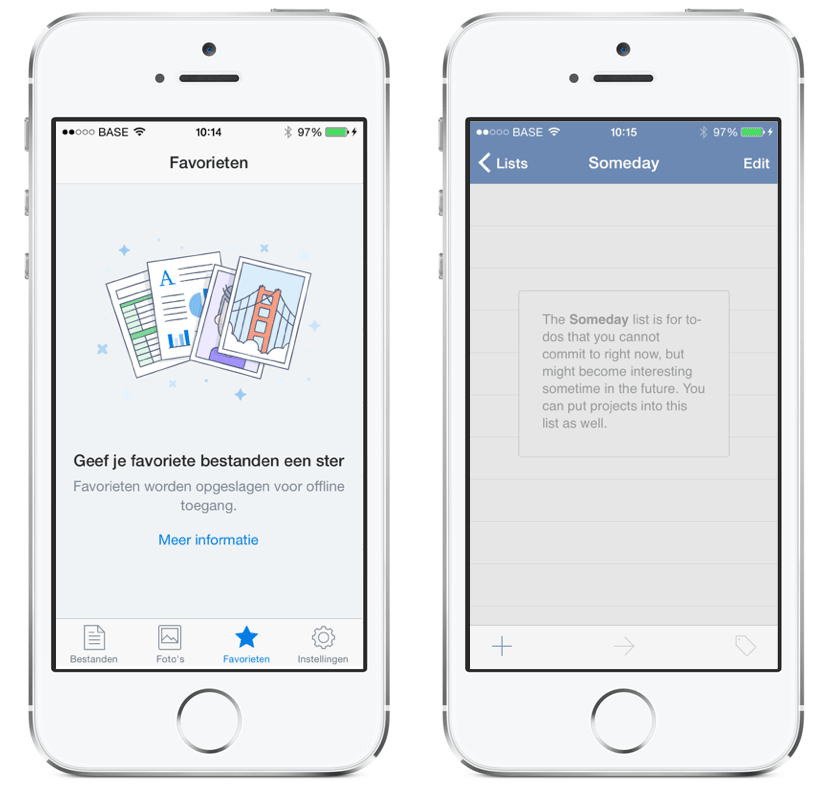 BASE 10:14 97%
Favorieten
A
Geef je favoriete bestanden een ster
Favorieten worden opgeslagen voor offline
toegang.
Meer informatie
Bestanden Foto's Favorieten Instellingen
BASE 10:15 97%
Lists Someday Edit
The Someday list is for to-
dos that you cannot
commit to right now, but
might become interesting
sometime in the future. You
can put projects into this
list as well.